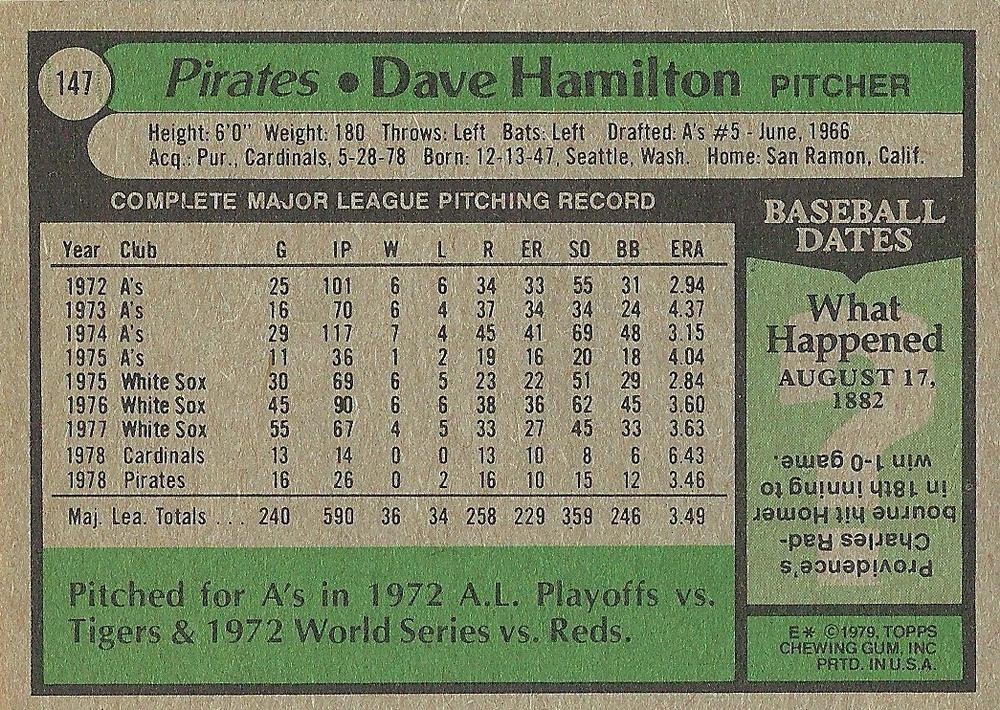 147
Pirates • Dave Hamilton PITCHER
Height: 6'0" Weight: 180 Throws: Left Bats: Left Drafted: A's #5 - June, 1966
Acq.: Pur., Cardinals, 5-28-78 Born: 12-13-47, Seattle, Wash. Home: San Ramon, Calif.
COMPLETE MAJOR LEAGUE PITCHING RECORD
Year Club G IP W L R ER SO BB ERA
1972 A's 25 101 6 6 34 33 55 31 2.94
1973 A's 16 70 6 4 37 34 34 24 4.37
1974 A's 29 117 7 4 45 41 69 48 3.15
1975 A's 11 36 1 2 19 16 20 18 4.04
1975 White Sox 30 69 6 5 23 22 51 29 2.84
1976 White Sox 45 90 6 6 38 36 62 45 3.60
1977 White Sox 55 67 4 5 33 27 45 33 3.63
1978 Cardinals 13 14 0 0 13 10 8 6 6.43
1978 Pirates 16 26 0 2 16 10 15 12 3.46
Maj. Lea. Totals ... 240 590 36 34 258 229 359 246 3.49
Pitched for A's in 1972 A.L. Playoffs vs.
Tigers & 1972 World Series vs. Reds.
BASEBALL
DATES
What
Happened
AUGUST 17,
1882
Providence's
Charles Rad-
bourne hit Homer
in 18th inning to
win 1-0 game.
E* ©1979, TOPPS
CHEWING GUM, INC
PRTD. IN U.S.A.